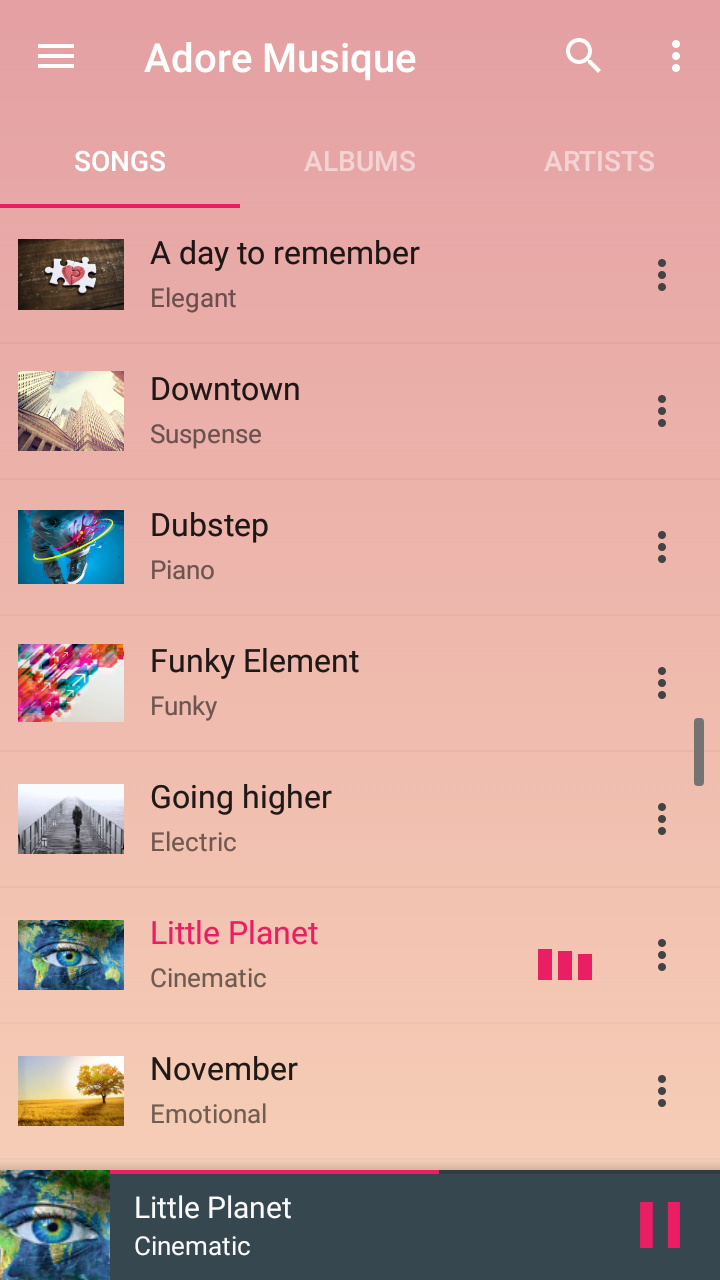 Adore Musique
SONGS
ALBUMS
ARTISTS
A day to remember
Elegant
Downtown
Suspense
Dubstep
Piano
Funky Element
Funky
Going higher
Electric
Little Planet
Cinematic
November
Emotional
Little Planet
Cinematic